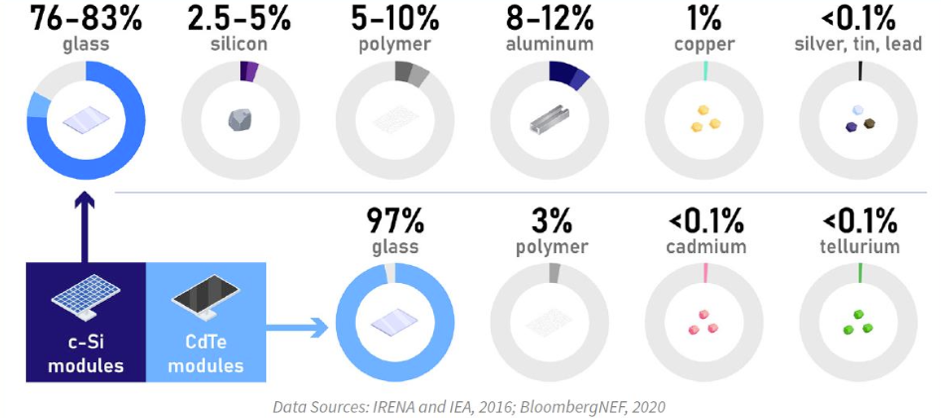 76–83%
glass
2.5–5%
silicon
5–10%
polymer
8–12%
aluminum
1%
copper
<0.1%
silver, tin, lead
97%
glass
3%
polymer
<0.1%
cadmium
<0.1%
tellurium
c-Si
modules
CdTe
modules
Data Sources: IRENA and IEA, 2016; BloombergNEF, 2020